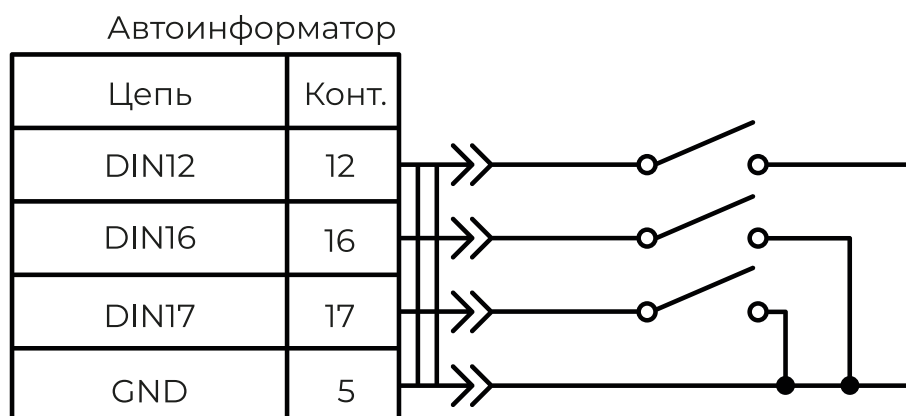 Автоинформатор
Цепь Конт.
DIN12 12
DIN16 16
DIN17 17
GND 5